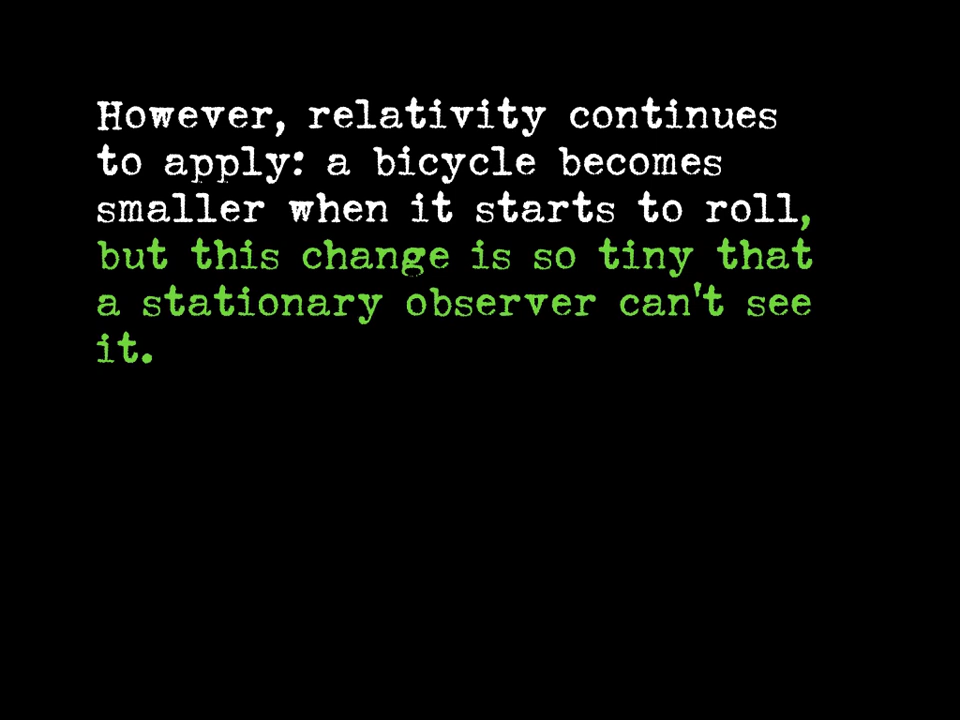 However, relativity continues
to apply: a bicycle becomes
smaller when it starts to roll,
but this change is so tiny that
a stationary observer can't see
it.